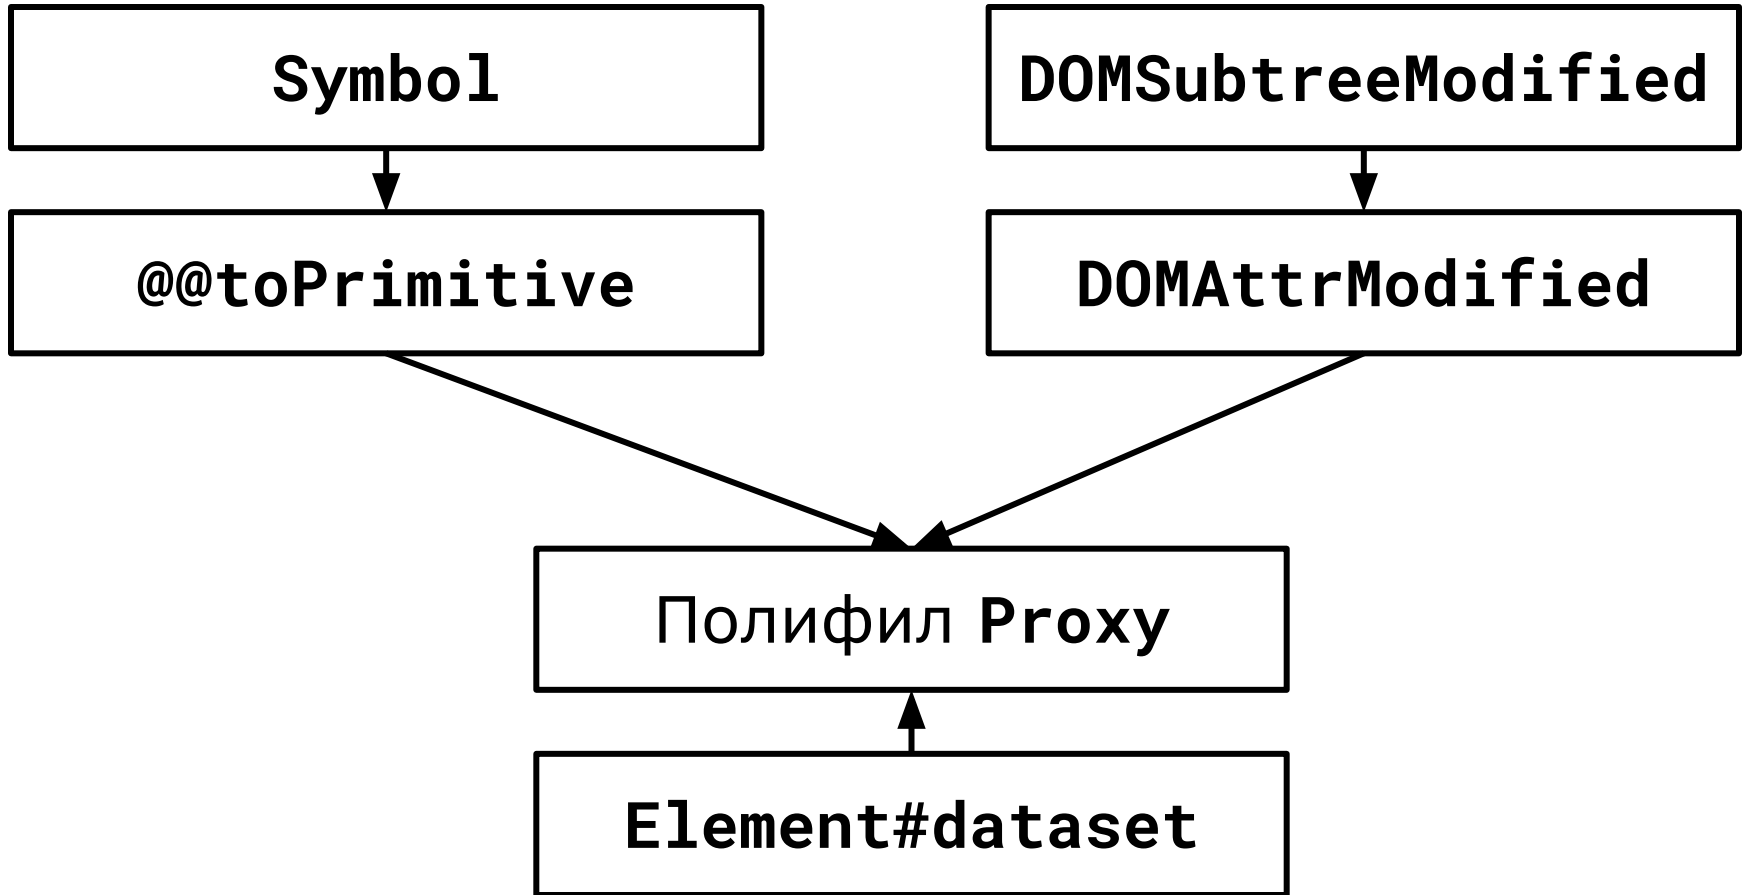 Symbol
DOMSubtreeModified
@@toPrimitive
DOMAttrModified
Полифил Proxy
Element#dataset